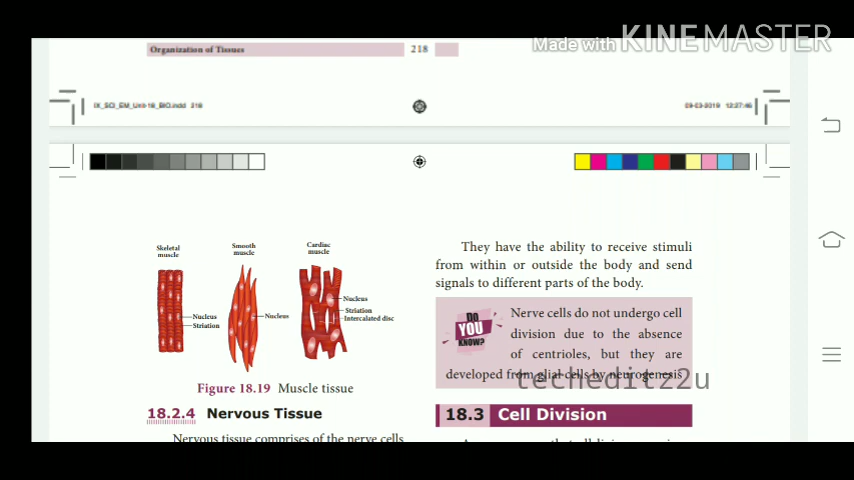 Organization of Tissues 218
Made with KINEMASTER
IX_SCI_EM_Unit-18_BIO.indd 218 09-03-2019 12:37:46
Skeletal muscle
Smooth muscle
Cardiac muscle
Nucleus
Striation
Nucleus
Nucleus
Striation
Intercalated disc
Figure 18.19 Muscle tissue
18.2.4 Nervous Tissue
Nervous tissue comprises of the nerve cells
They have the ability to receive stimuli
from within or outside the body and send
signals to different parts of the body.
DO
YOU
KNOW?
Nerve cells do not undergo cell
division due to the absence
of centrioles, but they are
developed from glial cells by neurogenesis
techeditz2u
18.3 Cell Division